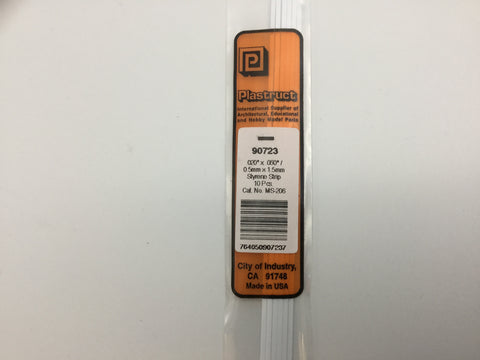 Plastruct
International Supplier of
Architectural, Educational
and Hobby Model Parts
90723
.020" x .060" /
0.5mm x 1.5mm
Styrene Strip
10 Pcs
Cat. No. MS-206
764050907237
City of Industry,
CA 91748
Made in USA